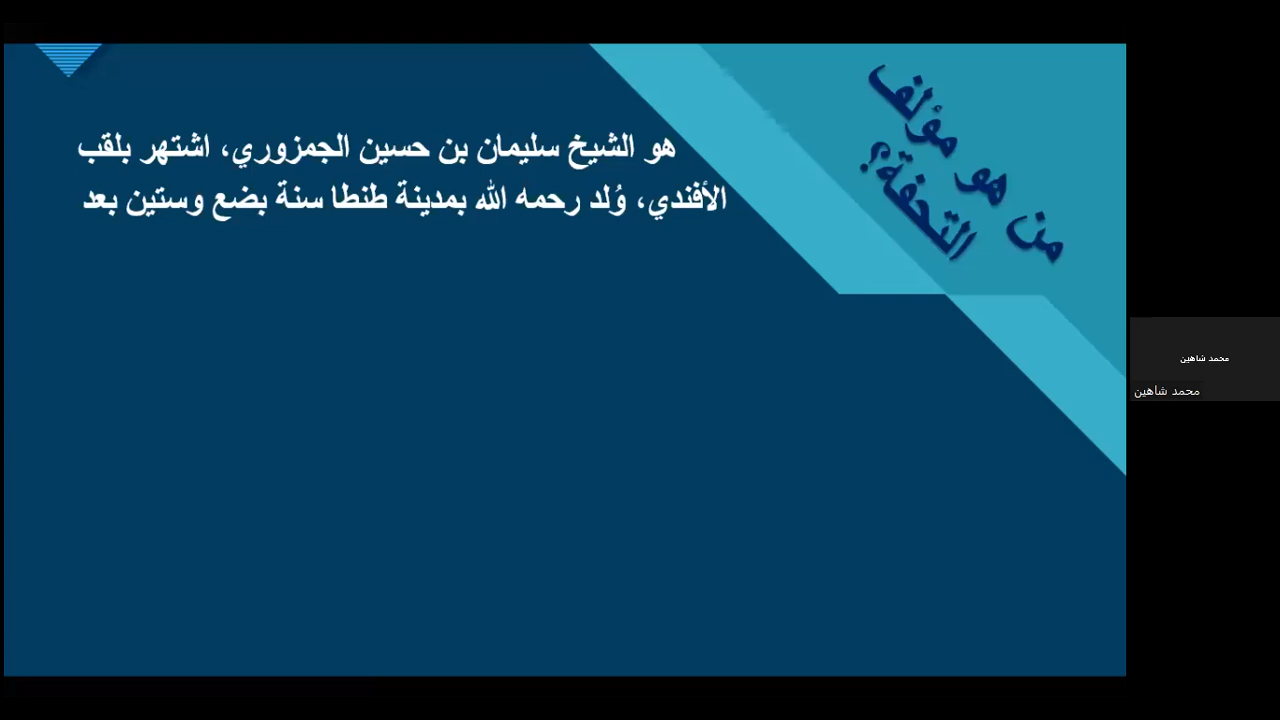 من هو مؤلف
التحفة؟
هو الشيخ سليمان بن حسين الجمزوري، اشتهر بلقب
الأفندي، وُلد رحمه الله بمدينة طنطا سنة بضع وستين بعد
محمد شاهين
محمد شاهين